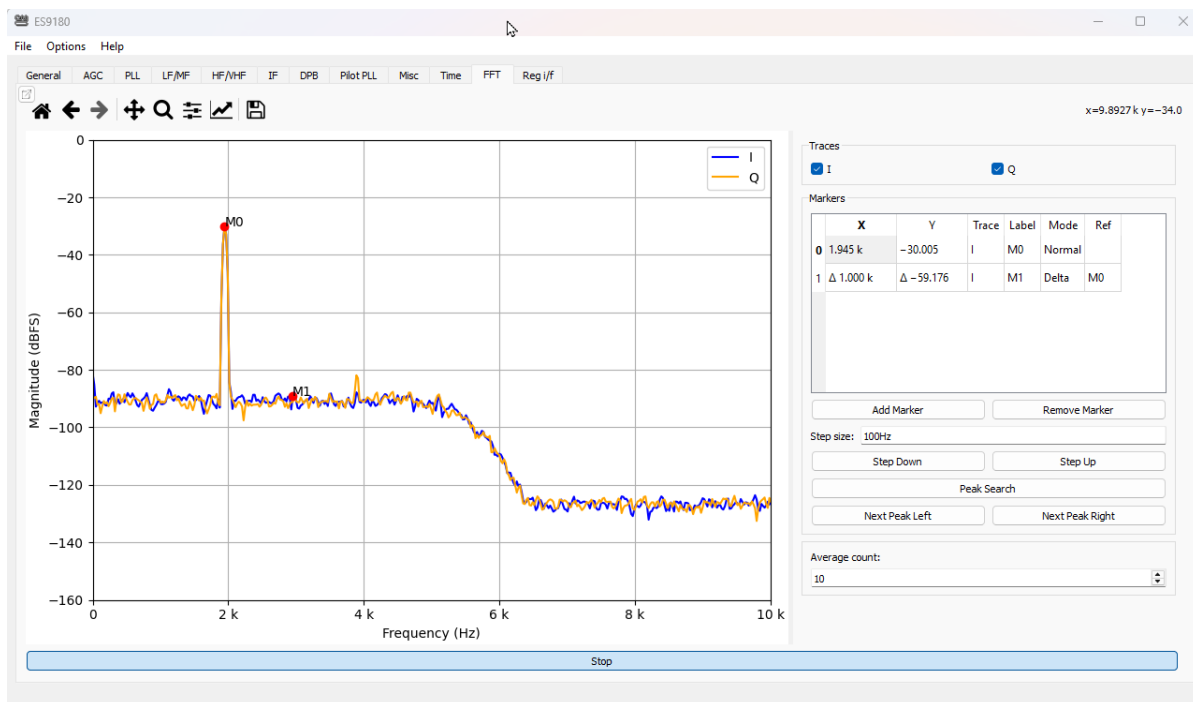 ES9180
File Options Help
General AGC PLL LF/MF HF/VHF IF DPB Pilot PLL Misc Time FFT Reg i/f
x=9.8927 k y=−34.0
0
−20
−40
−60
−80
−100
−120
−140
−160
Magnitude (dBFS)
I
Q
M0
M1
0 2 k 4 k 6 k 8 k 10 k
Frequency (Hz)
Traces
I Q
Markers
X Y Trace Label Mode Ref
0 1.945 k −30.005 I M0 Normal
1 Δ 1.000 k Δ −59.176 I M1 Delta M0
Add Marker Remove Marker
Step size: 100Hz
Step Down Step Up
Peak Search
Next Peak Left Next Peak Right
Average count:
10
Stop